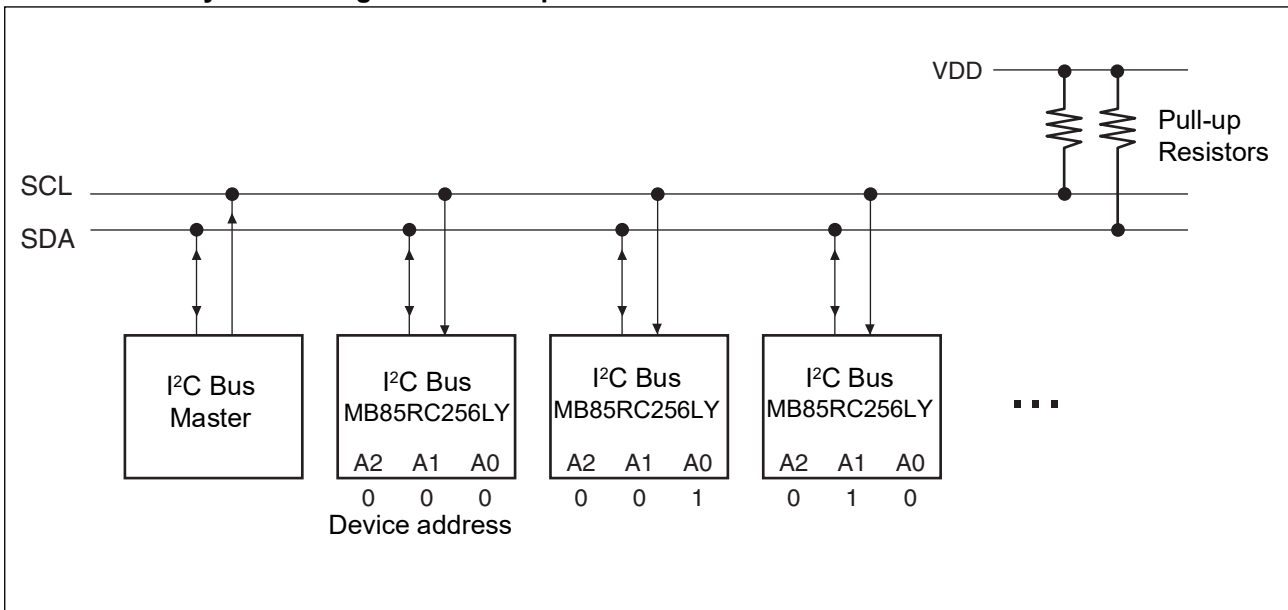 VDD
Pull-up
Resistors
SCL
SDA
I²C Bus
Master
I²C Bus
MB85RC256LY
A2 A1 A0
0 0 0
Device address
I²C Bus
MB85RC256LY
A2 A1 A0
0 0 1
I²C Bus
MB85RC256LY
A2 A1 A0
0 1 0
...